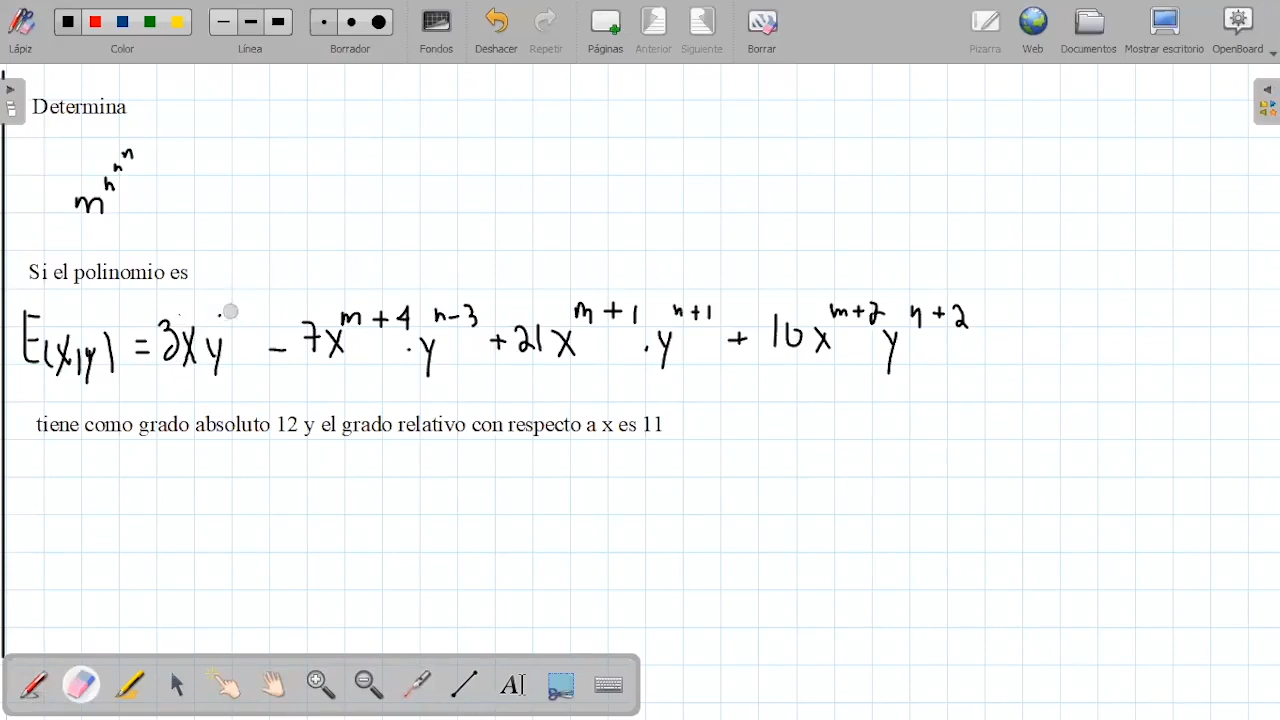 Lápiz Color Línea Borrador Fondos Deshacer Repetir Páginas Anterior Siguiente Borrar Pizarra Web Documentos Mostrar escritorio OpenBoard
Determina
m^n^n^n
Si el polinomio es
E(x,y) = 3xy - 7x^m+4 . y^n-3 + 21x^m+1 . y^n+1 + 10x^m+2 y^n+2
tiene como grado absoluto 12 y el grado relativo con respecto a x es 11